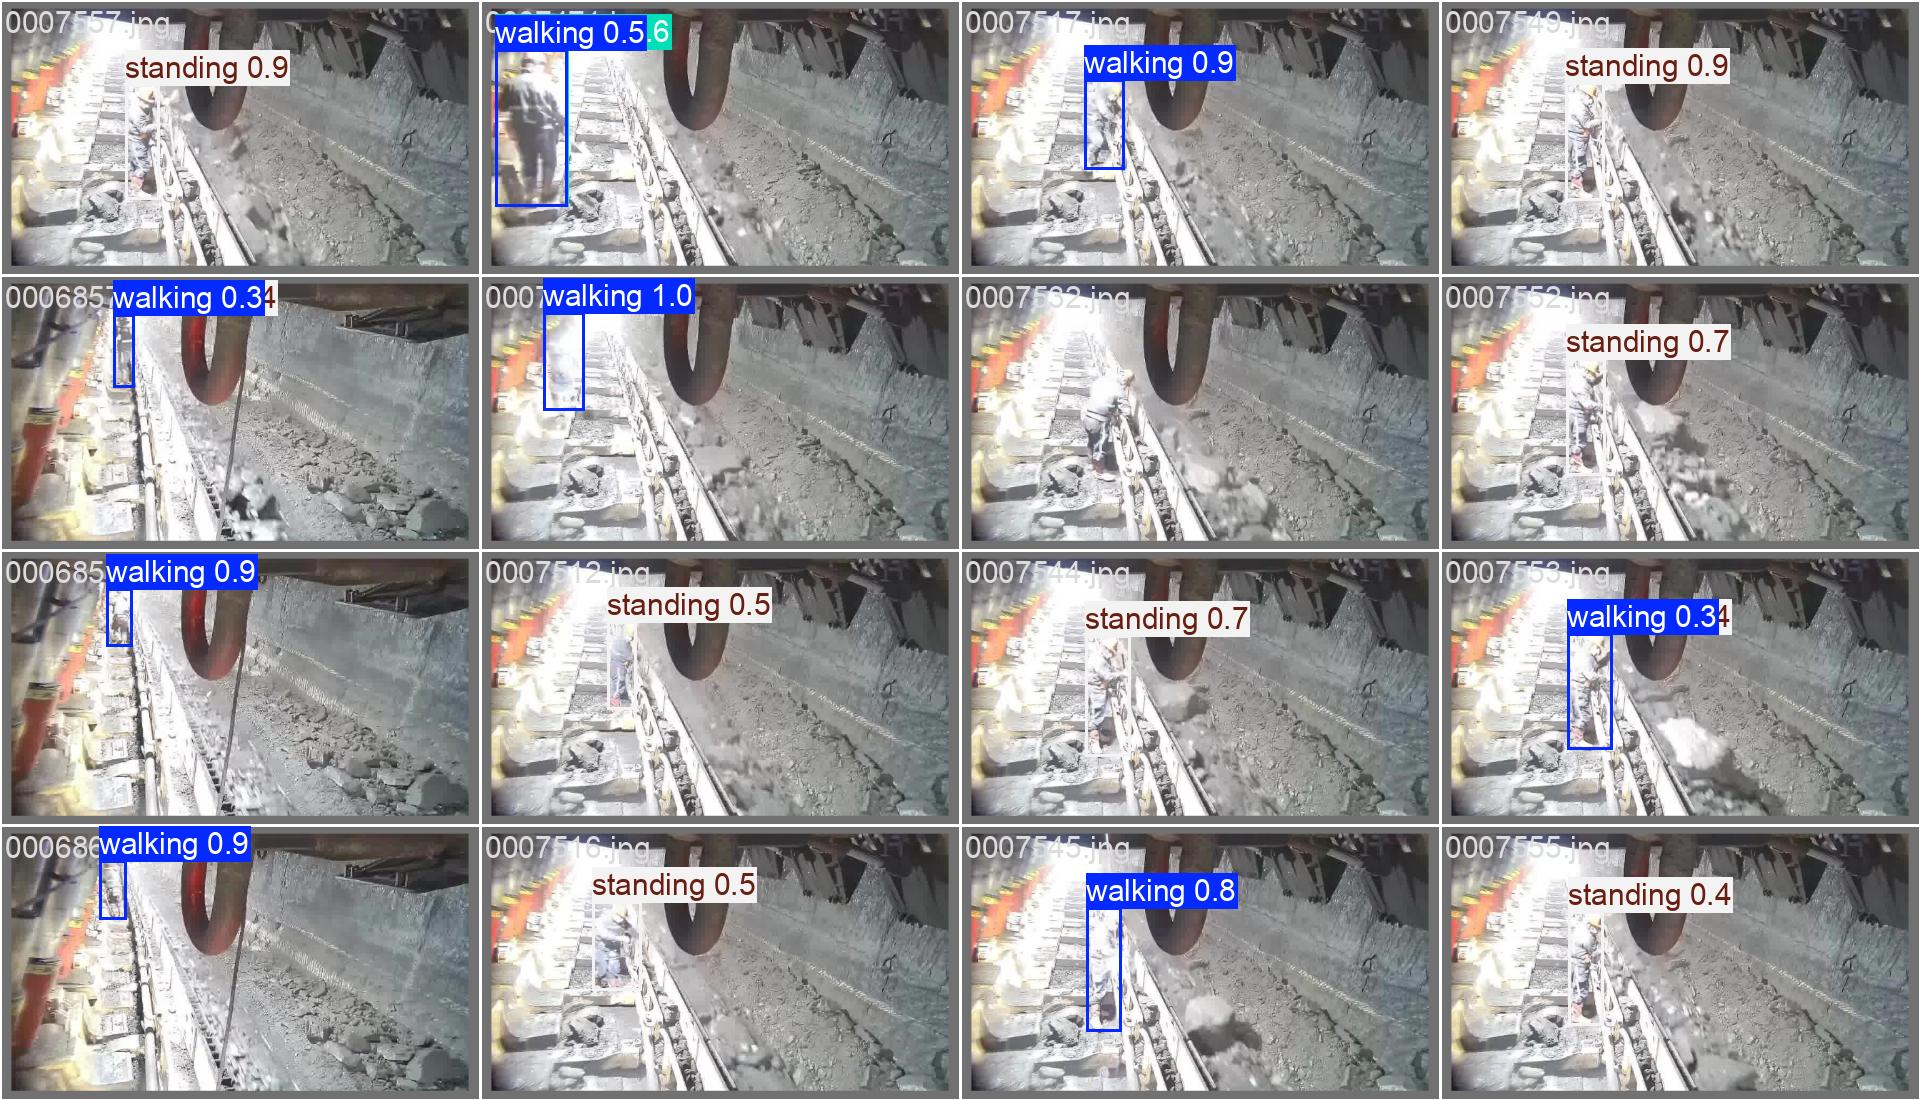 0007557.jpg
standing 0.9
walking 0.5
.6
0007517.jpg
walking 0.9
0007549.jpg
standing 0.9
walking 0.3
4
walking 1.0
0007532.jpg
0007552.jpg
standing 0.7
walking 0.9
0007512.jpg
standing 0.5
0007544.jpg
standing 0.7
0007553.jpg
walking 0.3
4
walking 0.9
0007516.jpg
standing 0.5
0007545.jpg
walking 0.8
0007555.jpg
standing 0.4